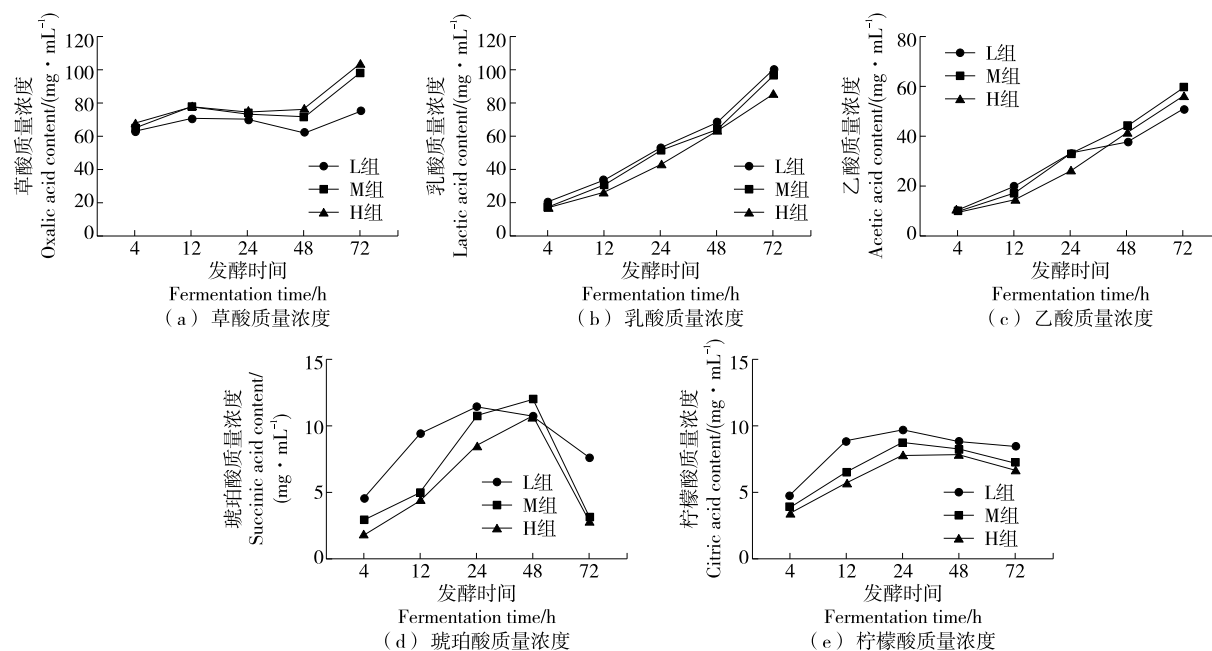 草酸质量浓度
Oxalic acid content/(mg·mL⁻¹)
120
100
80
60
40
20
0
4 12 24 48 72
L组
M组
H组
发酵时间
Fermentation time/h
（a）草酸质量浓度
乳酸质量浓度
Lactic acid content/(mg·mL⁻¹)
120
100
80
60
40
20
0
4 12 24 48 72
L组
M组
H组
发酵时间
Fermentation time/h
（b）乳酸质量浓度
乙酸质量浓度
Acetic acid content/(mg·mL⁻¹)
80
60
40
20
0
4 12 24 48 72
L组
M组
H组
发酵时间
Fermentation time/h
（c）乙酸质量浓度
琥珀酸质量浓度
Succinic acid content/
(mg·mL⁻¹)
15
10
5
0
4 12 24 48 72
L组
M组
H组
发酵时间
Fermentation time/h
（d）琥珀酸质量浓度
柠檬酸质量浓度
Citric acid content/(mg·mL⁻¹)
15
10
5
0
4 12 24 48 72
L组
M组
H组
发酵时间
Fermentation time/h
（e）柠檬酸质量浓度